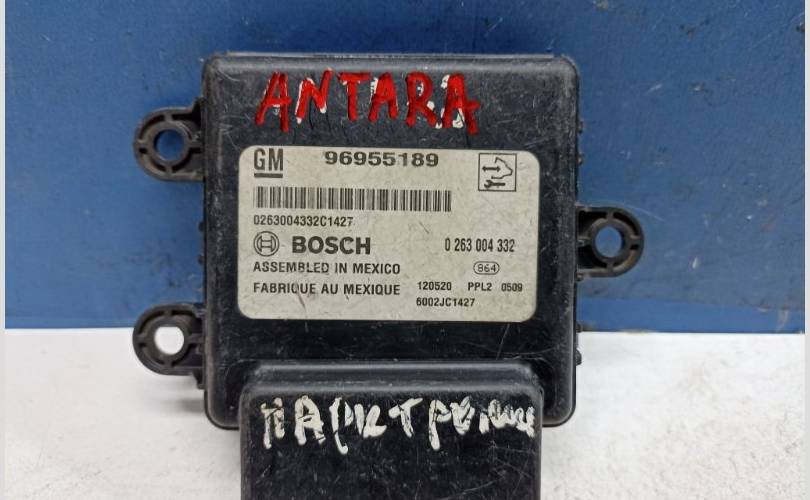 ANTARA
GM 96955189
0263004332C1427
BOSCH 0 263 004 332
ASSEMBLED IN MEXICO 864
FABRIQUE AU MEXIQUE 120520 PPL2 0509
6002JC1427